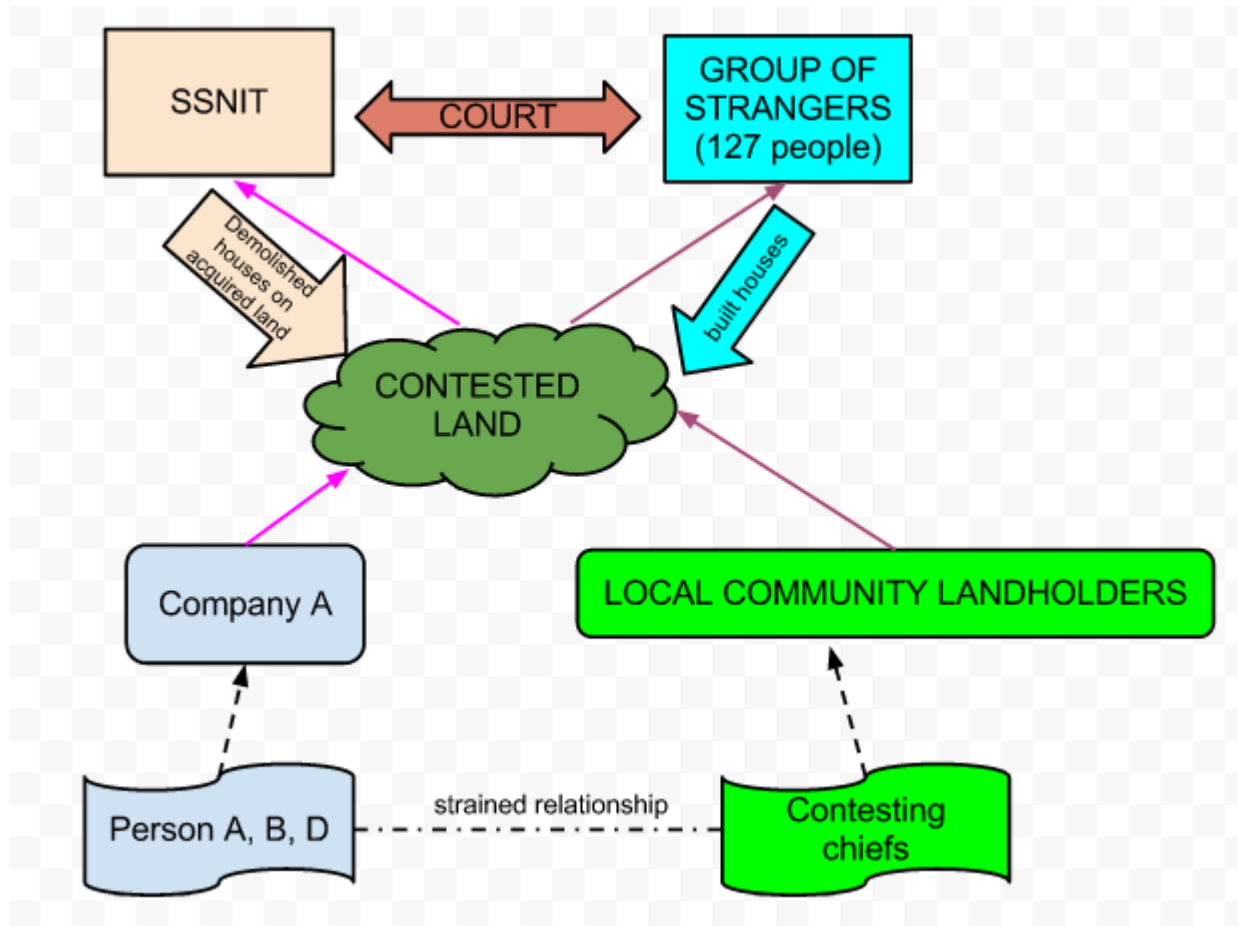 SSNIT
COURT
GROUP OF
STRANGERS
(127 people)
Demolished
houses on
acquired land
built houses
CONTESTED
LAND
Company A
LOCAL COMMUNITY LANDHOLDERS
Person A, B, D
strained relationship
Contesting
chiefs